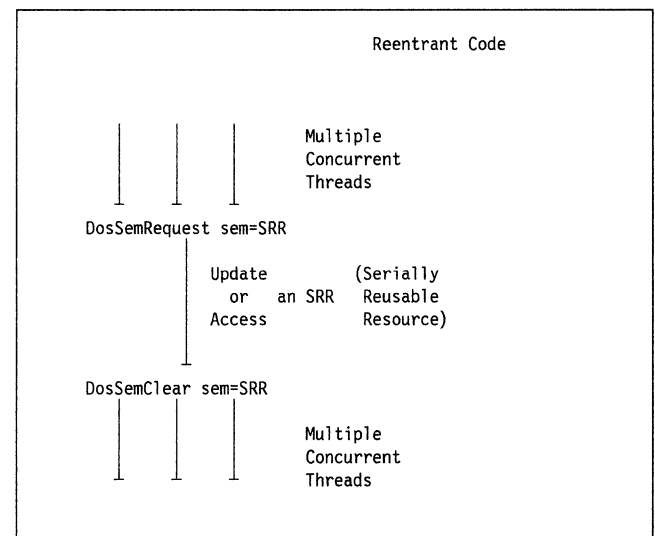 Reentrant Code
Multiple
Concurrent
Threads
DosSemRequest sem=SRR
Update (Serially
or an SRR Reusable
Access Resource)
DosSemClear sem=SRR
Multiple
Concurrent
Threads